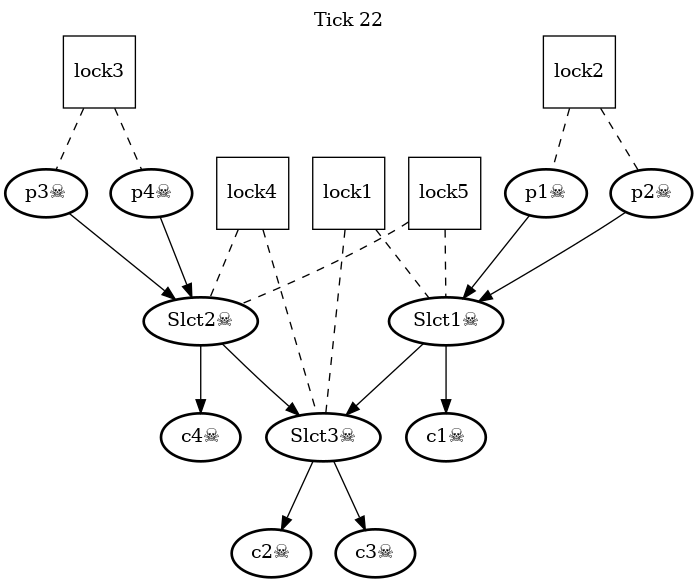 Tick 22
lock3
lock2
p3☠
p4☠
lock4
lock1
lock5
p1☠
p2☠
Slct2☠
Slct1☠
c4☠
Slct3☠
c1☠
c2☠
c3☠